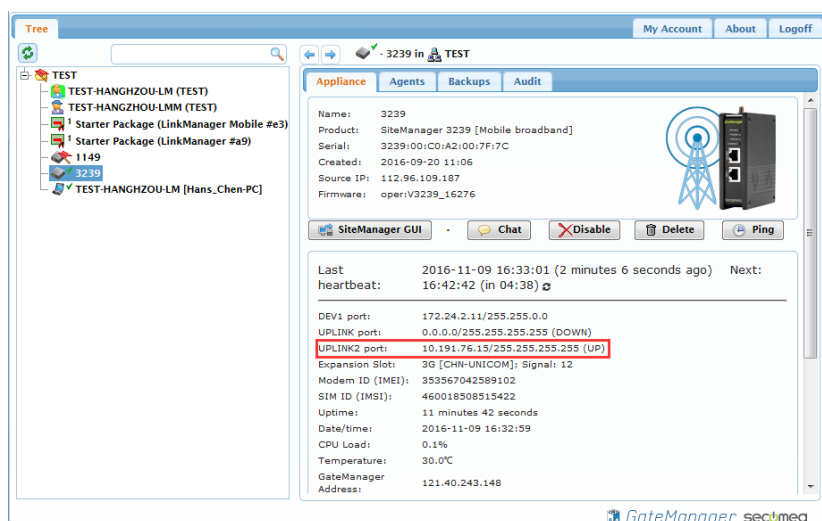 Tree
My Account About Logoff
TEST
TEST-HANGHZOU-LM (TEST)
TEST-HANGZHOU-LMM (TEST)
1 Starter Package (LinkManager Mobile #e3)
1 Starter Package (LinkManager #a9)
1149
3239
TEST-HANGHZOU-LM [Hans_Chen-PC]
- 3239 in TEST
Appliance Agents Backups Audit
Name: 3239
Product: SiteManager 3239 [Mobile broadband]
Serial: 3239:00:C0:A2:00:7F:7C
Created: 2016-09-20 11:06
Source IP: 112.96.109.187
Firmware: oper:V3239_16276
SiteManager GUI · Chat Disable Delete Ping
Last heartbeat: 2016-11-09 16:33:01 (2 minutes 6 seconds ago) Next:
16:42:42 (in 04:38)
DEV1 port: 172.24.2.11/255.255.0.0
UPLINK port: 0.0.0.0/255.255.255.255 (DOWN)
UPLINK2 port: 10.191.76.15/255.255.255.255 (UP)
Expansion Slot: 3G [CHN-UNICOM]; Signal: 12
Modem ID (IMEI): 353567042589102
SIM ID (IMSI): 460018508515422
Uptime: 11 minutes 42 seconds
Date/time: 2016-11-09 16:32:59
CPU Load: 0.1%
Temperature: 30.0℃
GateManager Address: 121.40.243.148
GateManager secomea